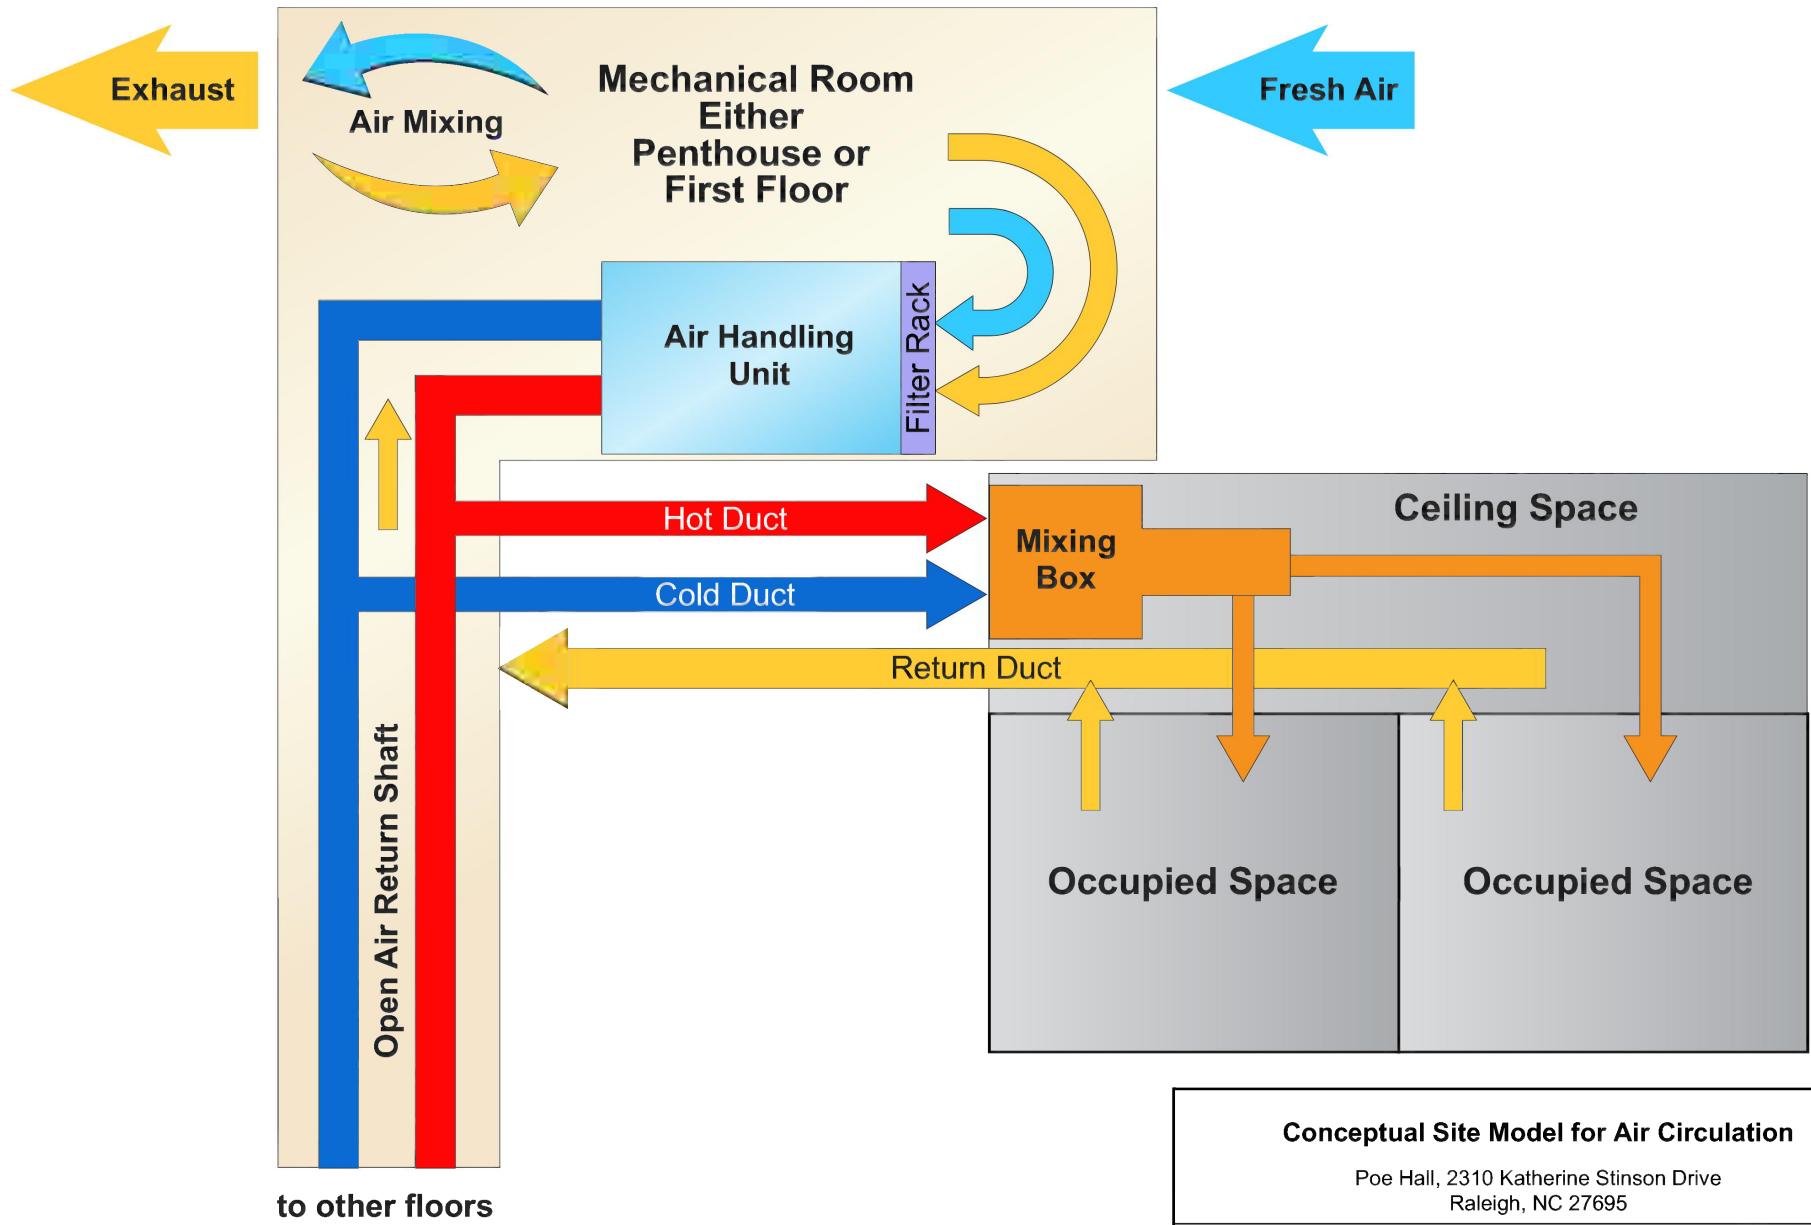 Exhaust
Air Mixing
Mechanical Room
Either
Penthouse or
First Floor
Fresh Air
Air Handling
Unit
Filter Rack
Hot Duct
Cold Duct
Return Duct
Mixing
Box
Ceiling Space
Open Air Return Shaft
Occupied Space
Occupied Space
to other floors
Conceptual Site Model for Air Circulation
Poe Hall, 2310 Katherine Stinson Drive
Raleigh, NC 27695